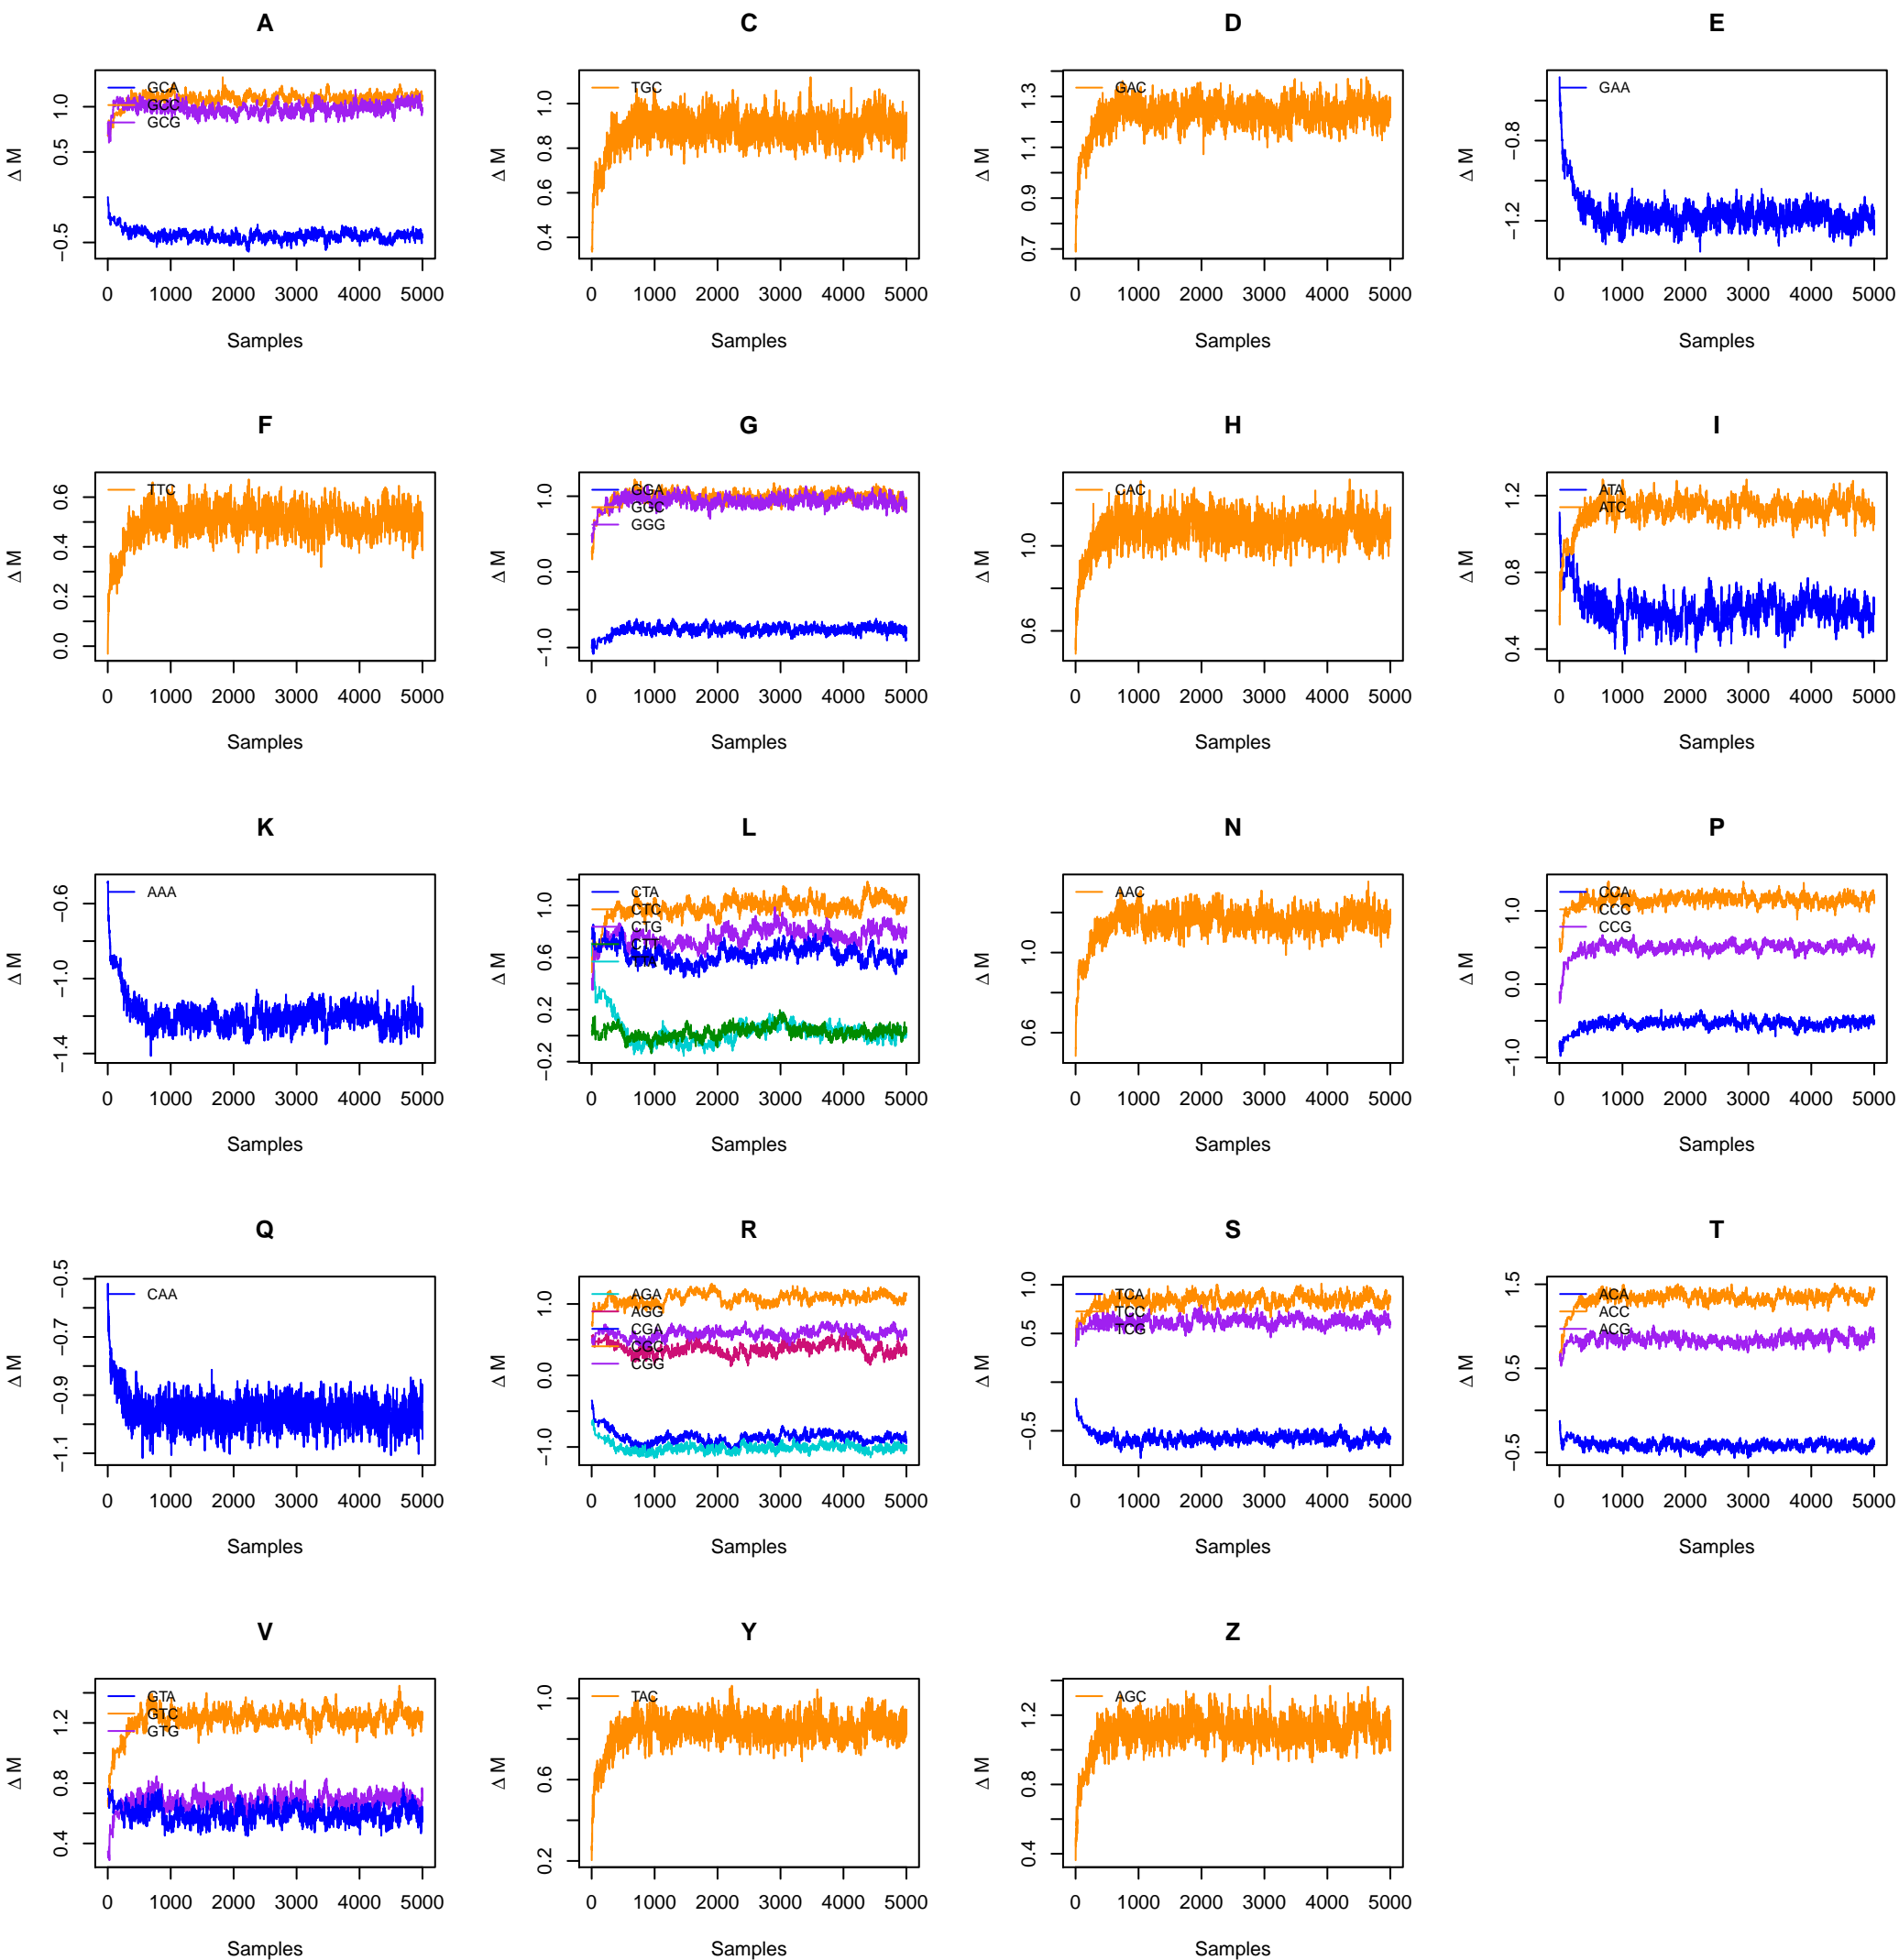 A
GCA
GCC
GCG
Δ M
−0.5 0.5 1.0
0 1000 2000 3000 4000 5000
Samples
C
TGC
Δ M
0.4 0.6 0.8 1.0
0 1000 2000 3000 4000 5000
Samples
D
GAC
Δ M
0.7 0.9 1.1 1.3
0 1000 2000 3000 4000 5000
Samples
E
GAA
Δ M
−1.2 −0.8
0 1000 2000 3000 4000 5000
Samples
F
TTC
Δ M
0.0 0.2 0.4 0.6
0 1000 2000 3000 4000 5000
Samples
G
GGA
GGC
GGG
Δ M
−1.0 0.0 1.0
0 1000 2000 3000 4000 5000
Samples
H
CAC
Δ M
0.6 1.0
0 1000 2000 3000 4000 5000
Samples
I
ATA
ATC
Δ M
0.4 0.8 1.2
0 1000 2000 3000 4000 5000
Samples
K
AAA
Δ M
−1.4 −1.0 −0.6
0 1000 2000 3000 4000 5000
Samples
L
CTA
CTC
CTG
CTT
TTA
Δ M
−0.2 0.2 0.6 1.0
0 1000 2000 3000 4000 5000
Samples
N
AAC
Δ M
0.6 1.0
0 1000 2000 3000 4000 5000
Samples
P
CCA
CCC
CCG
Δ M
−1.0 0.0 1.0
0 1000 2000 3000 4000 5000
Samples
Q
CAA
Δ M
−1.1 −0.9 −0.7 −0.5
0 1000 2000 3000 4000 5000
Samples
R
AGA
AGG
CGA
CGC
CGG
Δ M
−1.0 0.0 1.0
0 1000 2000 3000 4000 5000
Samples
S
TCA
TCC
TCG
Δ M
−0.5 0.5 1.0
0 1000 2000 3000 4000 5000
Samples
T
ACA
ACC
ACG
Δ M
−0.5 0.5 1.5
0 1000 2000 3000 4000 5000
Samples
V
GTA
GTC
GTG
Δ M
0.4 0.8 1.2
0 1000 2000 3000 4000 5000
Samples
Y
TAC
Δ M
0.2 0.6 1.0
0 1000 2000 3000 4000 5000
Samples
Z
AGC
Δ M
0.4 0.8 1.2
0 1000 2000 3000 4000 5000
Samples